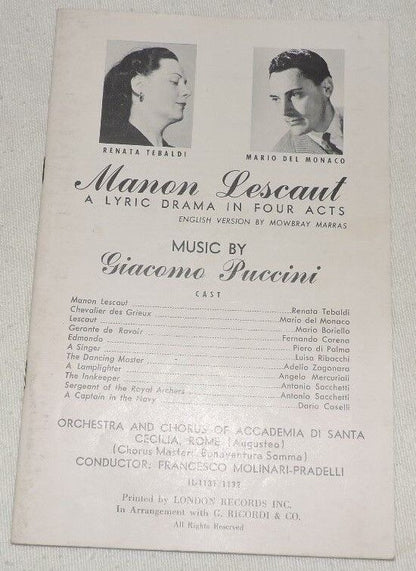 RENATA TEBALDI
MARIO DEL MONACO
Manon Lescaut
A LYRIC DRAMA IN FOUR ACTS
ENGLISH VERSION BY MOWBRAY MARRAS
MUSIC BY
Giacomo Puccini
CAST
Manon Lescaut Renata Tebaldi
Chevalier des Grieux Mario del Monaco
Lescaut Mario Boriello
Geronte de Ravoir Fernando Corena
Edmondo Piero di Palma
A Singer Luisa Ribacchi
The Dancing Master Adelio Zagonara
A Lamplighter Angelo Mercuriali
The Innkeeper Antonio Sacchetti
Sergeant of the Royal Archers Antonio Sacchetti
A Captain in the Navy Dario Caselli
ORCHESTRA AND CHORUS OF ACCADEMIA DI SANTA
CECILIA, ROME (Augusteo)
(Chorus Master: Bonaventura Somma)
CONDUCTOR: FRANCESCO MOLINARI-PRADELLI
Printed by LONDON RECORDS INC.
In Arrangement with G. RICORDI & CO.
All Rights Reserved